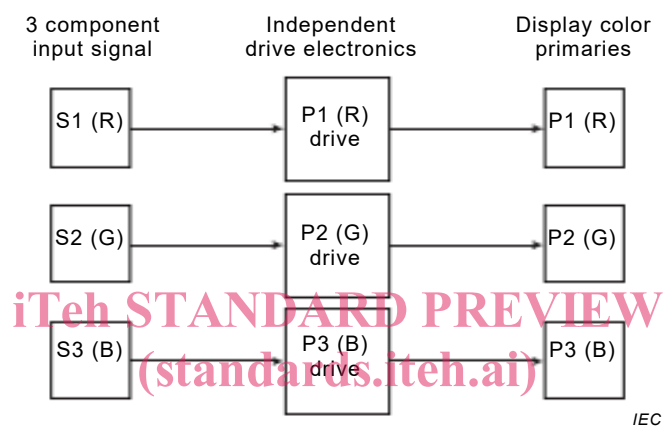 3 component
input signal
Independent
drive electronics
Display color
primaries
S1 (R)
P1 (R)
drive
P1 (R)
S2 (G)
P2 (G)
drive
P2 (G)
iTeh STANDARD PREVIEW
S3 (B)
P3 (B)
drive
P3 (B)
(standards.iteh.ai)
IEC